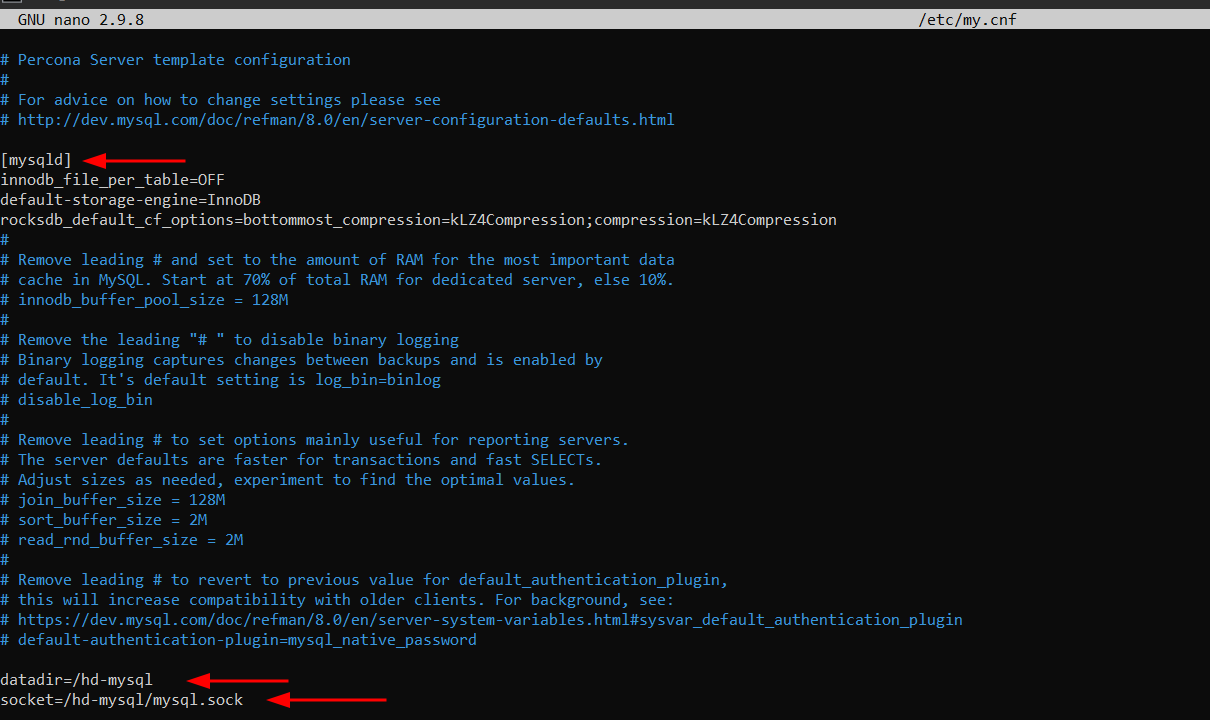 GNU nano 2.9.8 /etc/my.cnf
# Percona Server template configuration
#
# For advice on how to change settings please see
# http://dev.mysql.com/doc/refman/8.0/en/server-configuration-defaults.html
[mysqld]
innodb_file_per_table=OFF
default-storage-engine=InnoDB
rocksdb_default_cf_options=bottommost_compression=kLZ4Compression;compression=kLZ4Compression
#
# Remove leading # and set to the amount of RAM for the most important data
# cache in MySQL. Start at 70% of total RAM for dedicated server, else 10%.
# innodb_buffer_pool_size = 128M
#
# Remove the leading "# " to disable binary logging
# Binary logging captures changes between backups and is enabled by
# default. It's default setting is log_bin=binlog
# disable_log_bin
#
# Remove leading # to set options mainly useful for reporting servers.
# The server defaults are faster for transactions and fast SELECTs.
# Adjust sizes as needed, experiment to find the optimal values.
# join_buffer_size = 128M
# sort_buffer_size = 2M
# read_rnd_buffer_size = 2M
#
# Remove leading # to revert to previous value for default_authentication_plugin,
# this will increase compatibility with older clients. For background, see:
# https://dev.mysql.com/doc/refman/8.0/en/server-system-variables.html#sysvar_default_authentication_plugin
# default-authentication-plugin=mysql_native_password
datadir=/hd-mysql
socket=/hd-mysql/mysql.sock